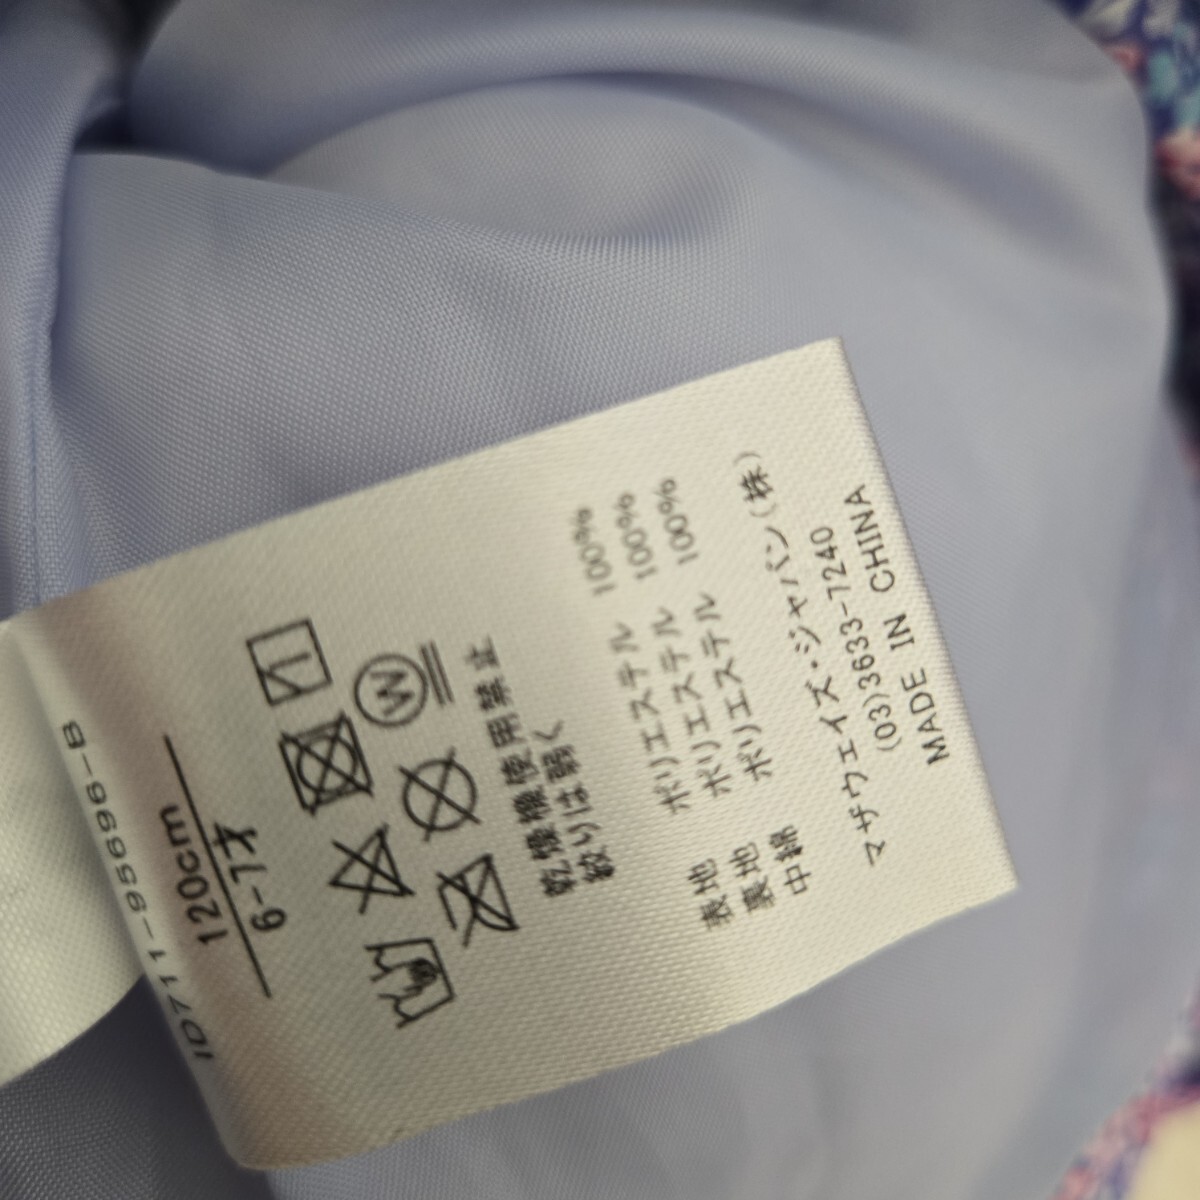 ID711-95696-B
120cm
6-7才
W
乾燥機使用禁止
絞りは弱く
表地 ポリエステル 100%
裏地 ポリエステル 100%
中綿 ポリエステル 100%
マザウェイズ・ジャパン(株)
(03)3633-7240
MADE IN CHINA